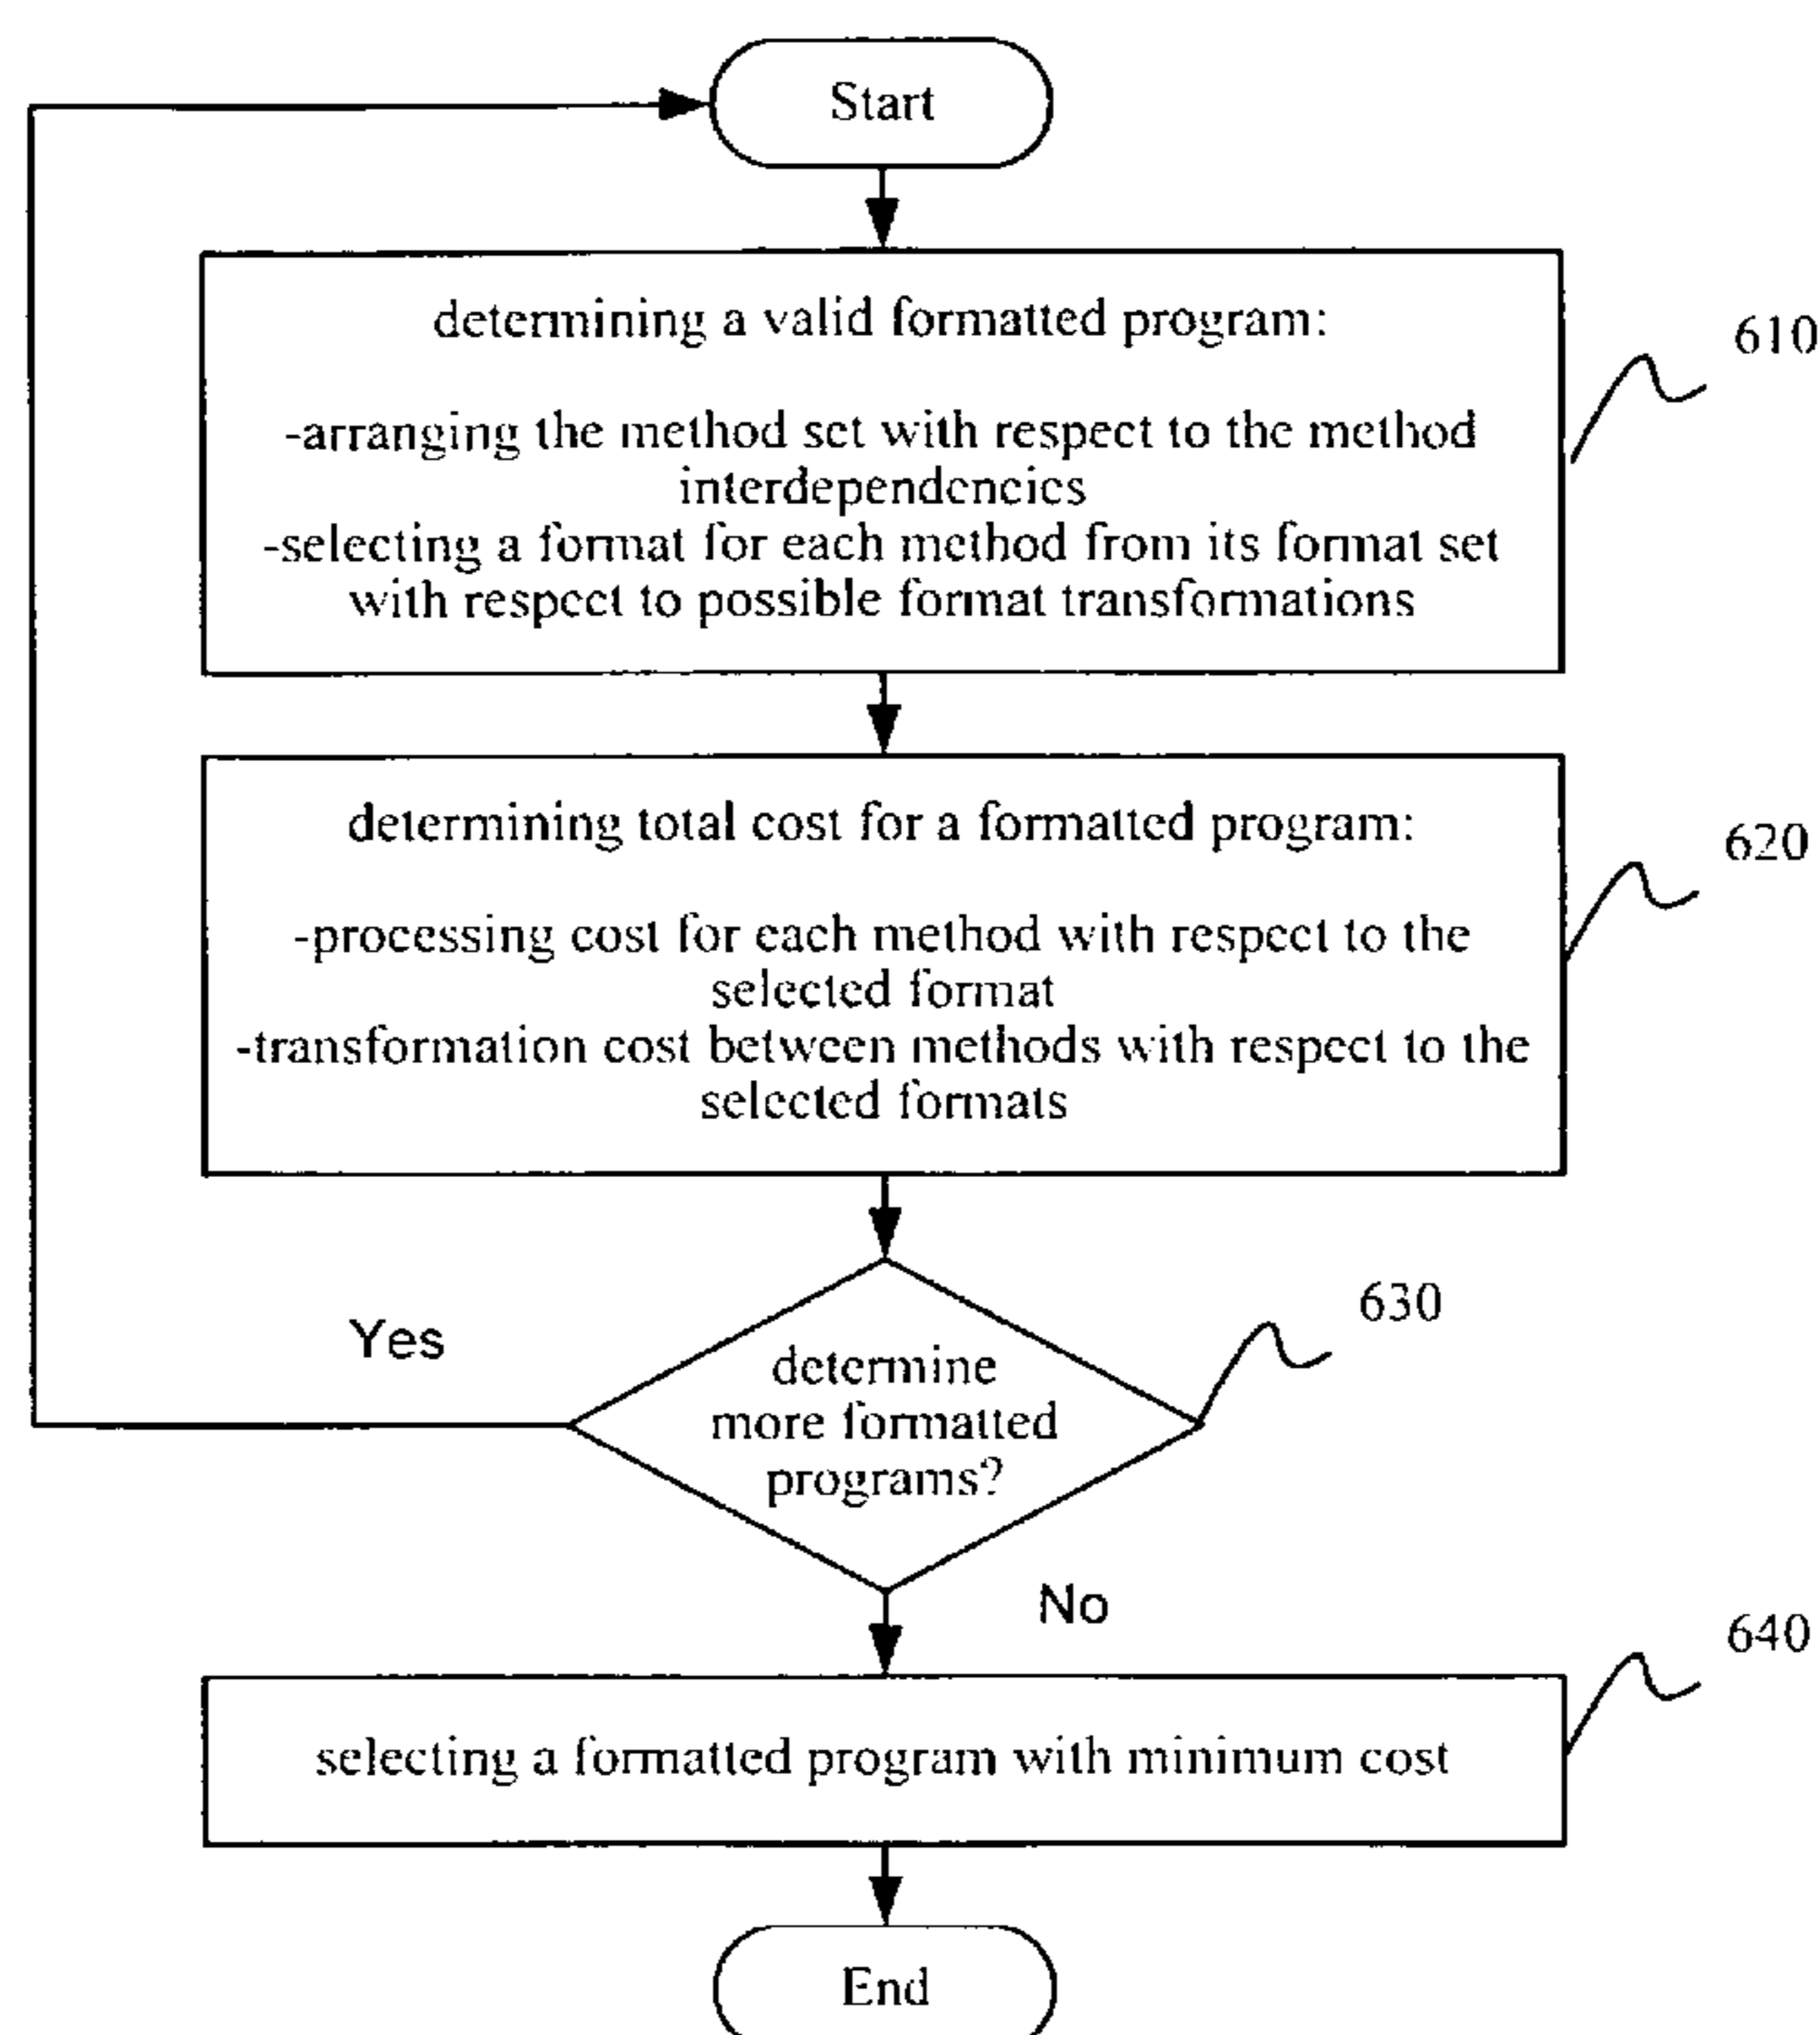 Start
determining a valid formatted program:
610
-arranging the method set with respect to the method
interdependencies
-selecting a format for each method from its format set
with respect to possible format transformations
determining total cost for a formatted program:
620
-processing cost for each method with respect to the
selected format
-transformation cost between methods with respect to the
selected formats
630
Yes
determine
more formatted
programs?
No
640
selecting a formatted program with minimum cost
End